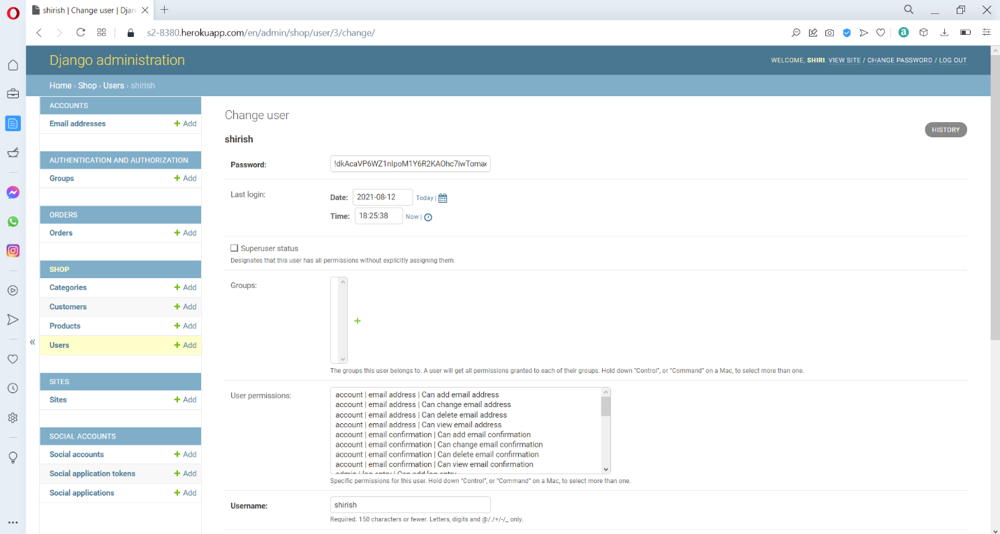 shirish | Change user | Djan
s2-8380.herokuapp.com/en/admin/shop/user/3/change/
Django administration
WELCOME, SHIRI. VIEW SITE / CHANGE PASSWORD / LOG OUT
Home › Shop › Users › shirish
ACCOUNTS
Email addresses + Add
AUTHENTICATION AND AUTHORIZATION
Groups + Add
ORDERS
Orders + Add
SHOP
Categories + Add
Customers + Add
Products + Add
Users + Add
SITES
Sites + Add
SOCIAL ACCOUNTS
Social accounts + Add
Social application tokens + Add
Social applications + Add
«
Change user
HISTORY
shirish
Password: !dkAcaVP6WZ1nIpoM1Y6R2KAOhc7iwTomac
Last login:
Date: 2021-08-12 Today |
Time: 18:25:38 Now |
Superuser status
Designates that this user has all permissions without explicitly assigning them.
Groups:
The groups this user belongs to. A user will get all permissions granted to each of their groups. Hold down “Control”, or “Command” on a Mac, to select more than one.
User permissions:
account | email address | Can add email address
account | email address | Can change email address
account | email address | Can delete email address
account | email address | Can view email address
account | email confirmation | Can add email confirmation
account | email confirmation | Can change email confirmation
account | email confirmation | Can delete email confirmation
account | email confirmation | Can view email confirmation
admin | log entry | Can add log entry
Specific permissions for this user. Hold down “Control”, or “Command” on a Mac, to select more than one.
Username: shirish
Required. 150 characters or fewer. Letters, digits and @/./+/-/_ only.